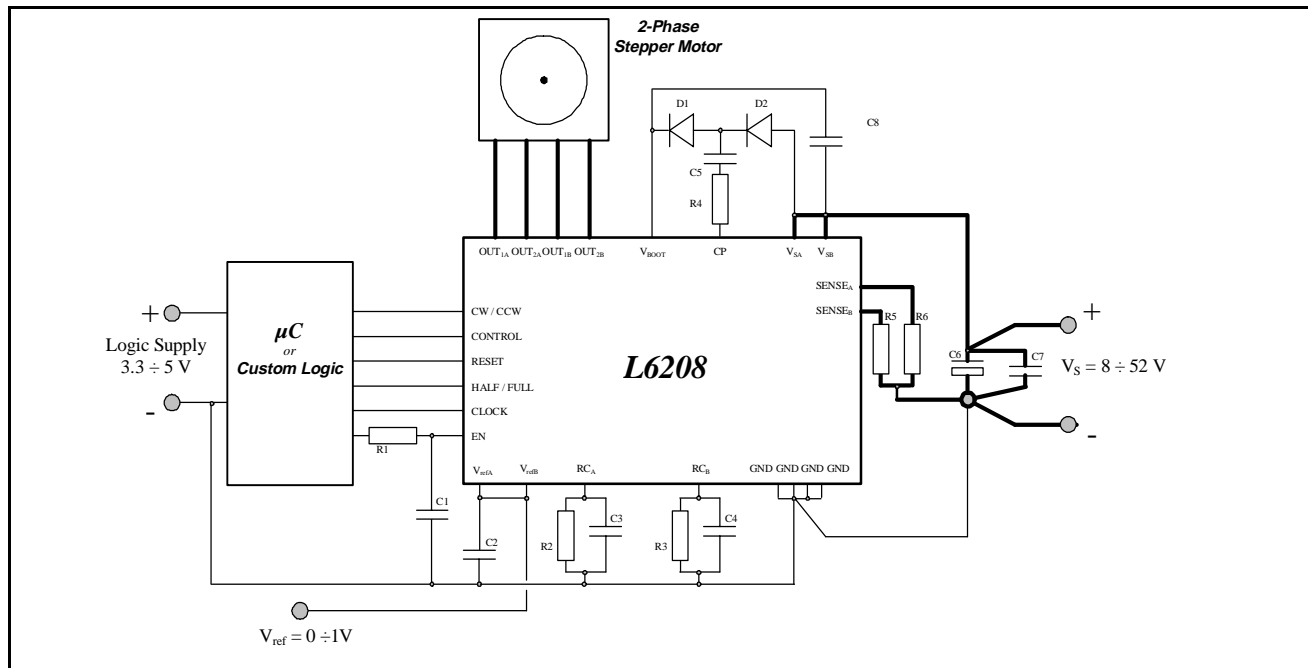 2-Phase
Stepper Motor
D1
D2
C8
C5
R4
OUT1A OUT2A OUT1B OUT2B
VBOOT
CP
VSA
VSB
SENSEA
SENSEB
R5
R6
+
Logic Supply
3.3 ÷ 5 V
-
µC
or
Custom Logic
CW / CCW
CONTROL
RESET
HALF / FULL
CLOCK
EN
R1
L6208
+
C6
C7
VS = 8 ÷ 52 V
-
VrefA
VrefB
RCA
RCB
GND GND GND GND
C1
C2
R2
C3
R3
C4
Vref = 0 ÷1V